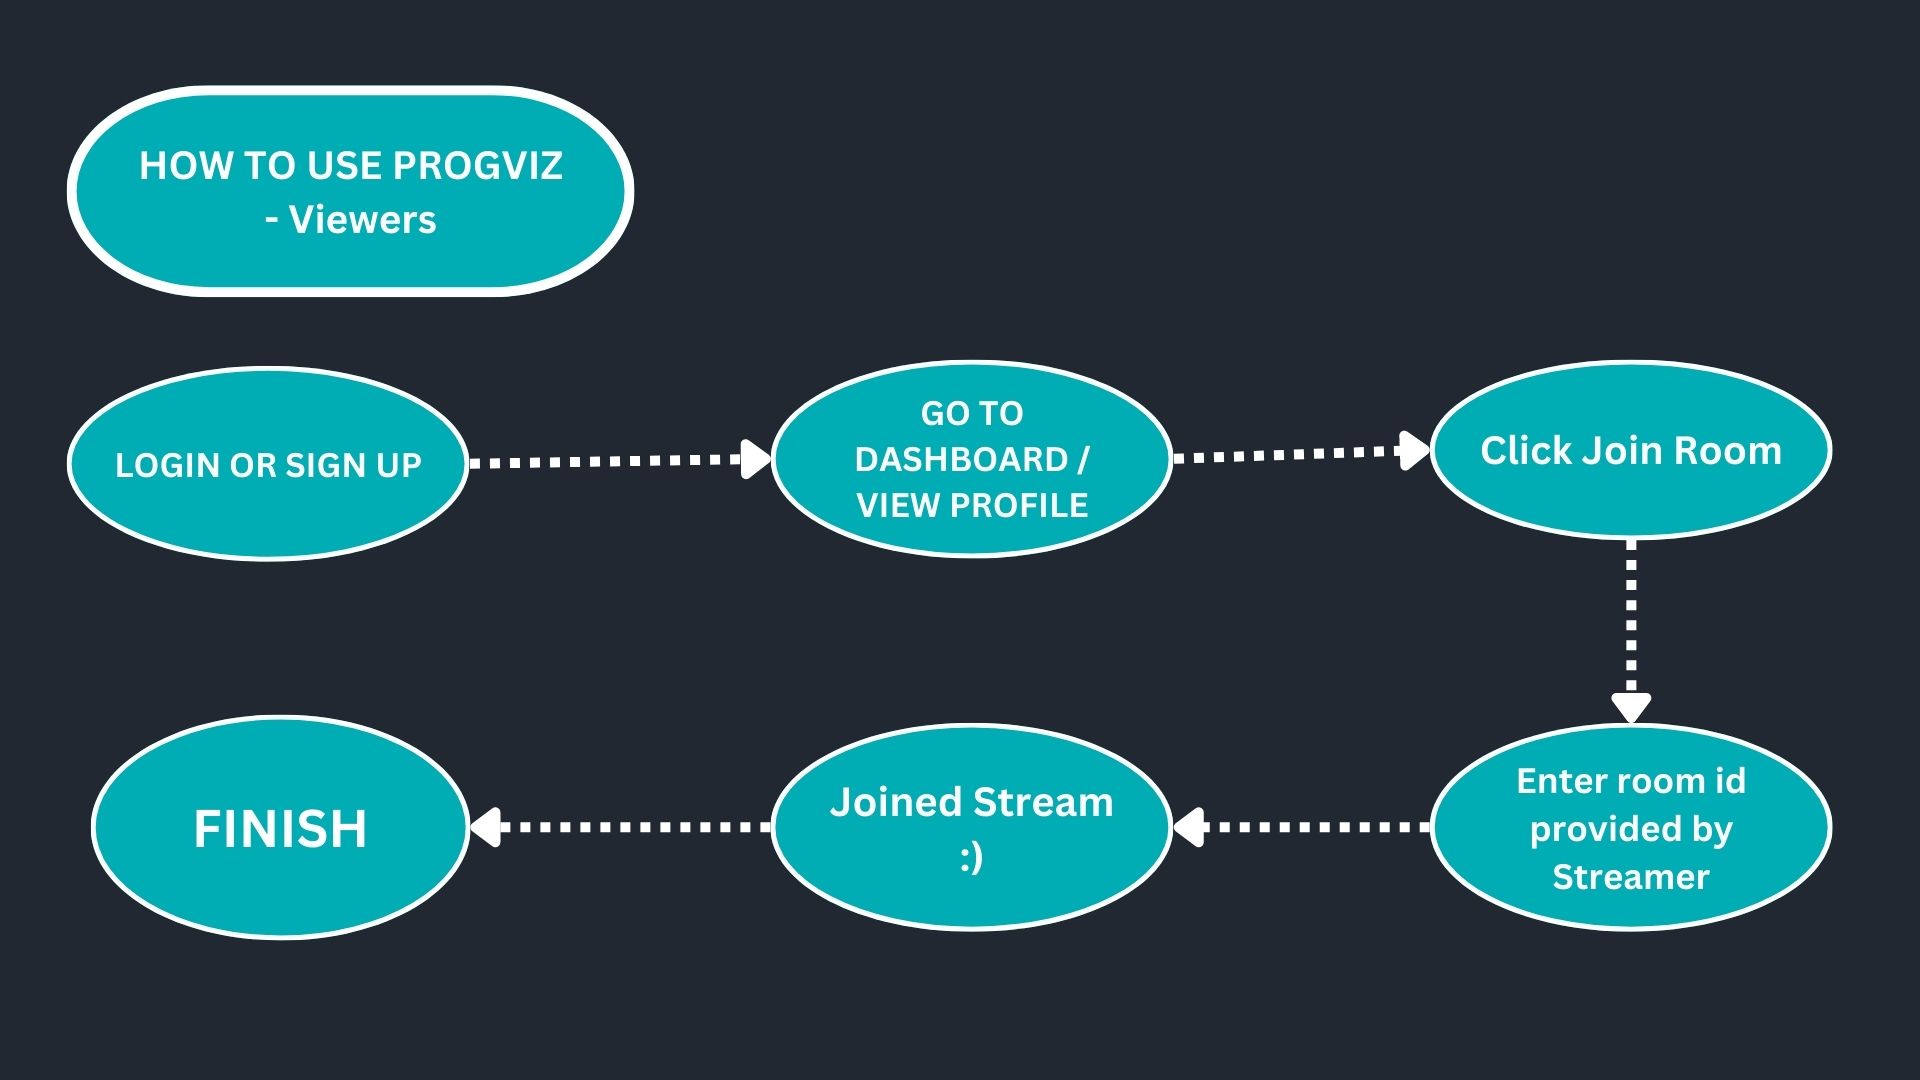 HOW TO USE PROGVIZ
- Viewers
LOGIN OR SIGN UP
GO TO
DASHBOARD /
VIEW PROFILE
Click Join Room
Enter room id
provided by
Streamer
Joined Stream
:)
FINISH